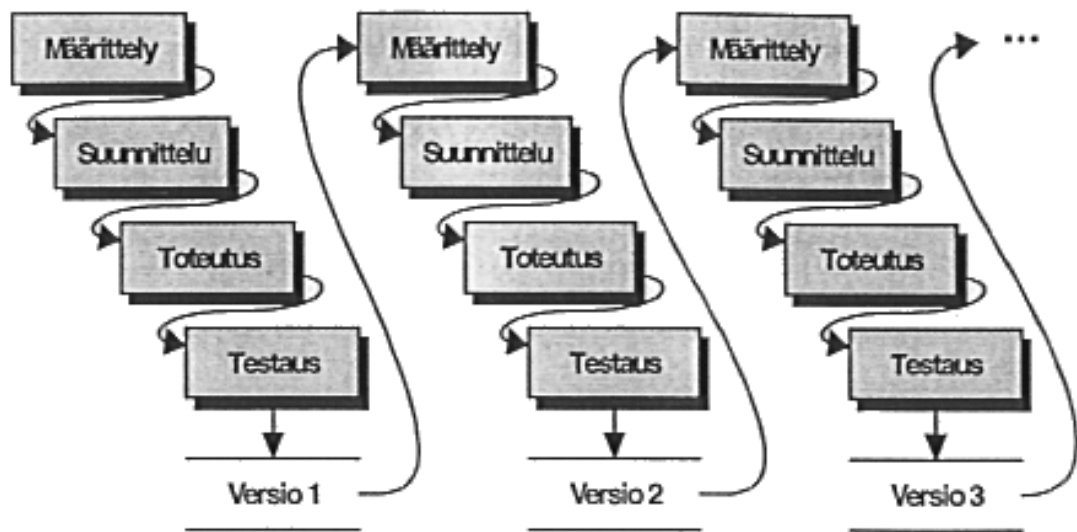 Määrittely
Suunnittelu
Toteutus
Testaus
Versio 1
Määrittely
Suunnittelu
Toteutus
Testaus
Versio 2
Määrittely
Suunnittelu
Toteutus
Testaus
Versio 3
...